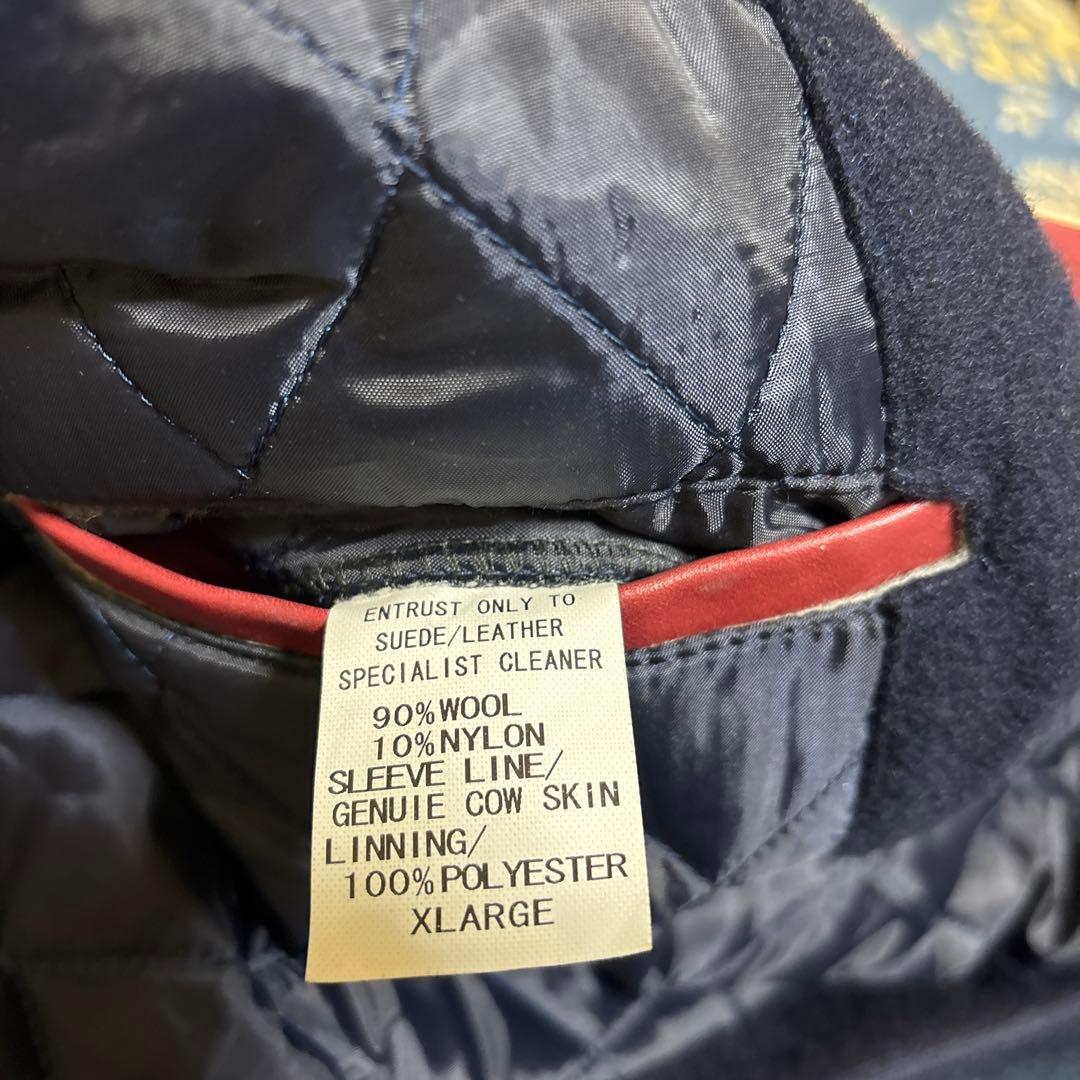 ENTRUST ONLY TO
SUEDE/LEATHER
SPECIALIST CLEANER
90%WOOL
10%NYLON
SLEEVE LINE/
GENUIE COW SKIN
LINNING/
100%POLYESTER
XLARGE